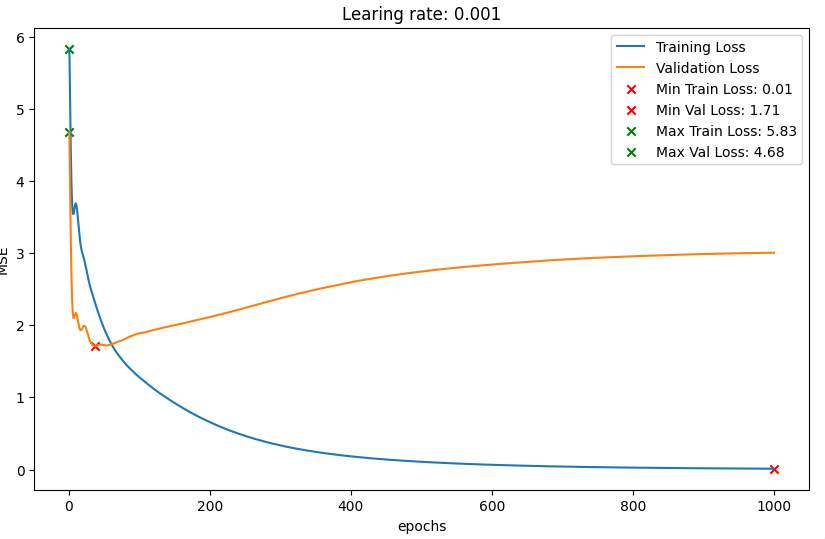 Learing rate: 0.001
Training Loss
Validation Loss
Min Train Loss: 0.01
Min Val Loss: 1.71
Max Train Loss: 5.83
Max Val Loss: 4.68
6
5
4
3
2
1
0
MSE
0
200
400
600
800
1000
epochs